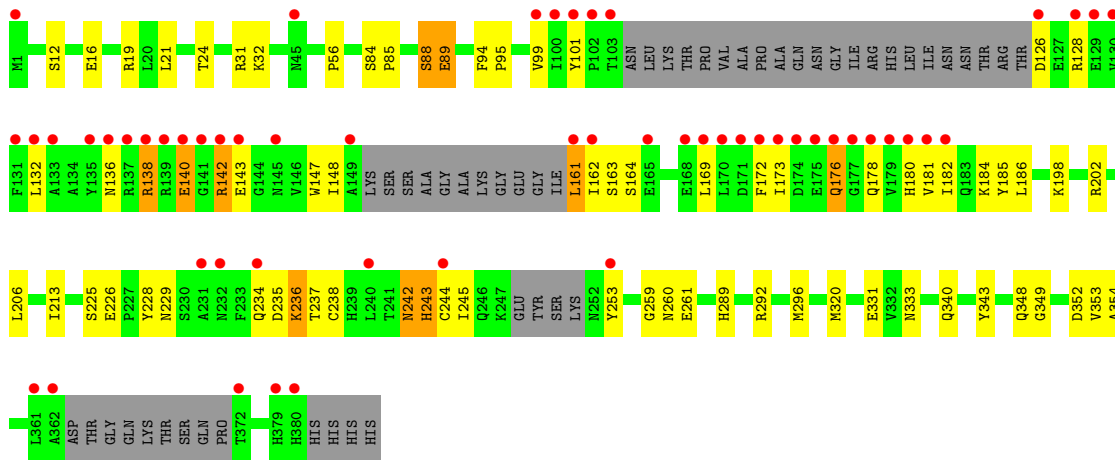 M1 N45 S12 E16 R19 L20 L21 T24 R31 K32 P56 S84 P85 S88 E89 F94 P95 V99 I100 Y101 P102 T103 ASN LEU LYS THR PRO VAL ALA PRO ALA GLN ASN GLY ILE ARG HIS LEU ILE ASN ASN THR ARG THR D126 E127 R128 E129 V130
F131 L132 A133 A134 Y135 N136 R137 R138 R139 E140 G141 R142 E143 G144 N145 V146 W147 I148 A149 LYS SER SER ALA GLY ALA LYS GLY GLU GLY ILE L161 I162 S163 S164 E165 E168 L169 L170 D171 F172 I173 D174 E175 Q176 G177 Q178 V179 H180 V181 I182 Q183 K184 Y185 L186 K198 R202
L206 I213 S225 E226 P227 Y228 N229 S230 A231 N232 F233 Q234 D235 K236 T237 C238 H239 L240 T241 N242 H243 C244 I245 Q246 K247 GLU TYR SER LYS N252 Y253 G259 N260 E261 H289 R292 M296 M320 E331 V332 N333 Q340 Y343 Q348 G349 D352 V353 A354
L361 A362 ASP THR GLY GLN LYS THR SER GLN PRO T372 H379 H380 HIS HIS HIS HIS